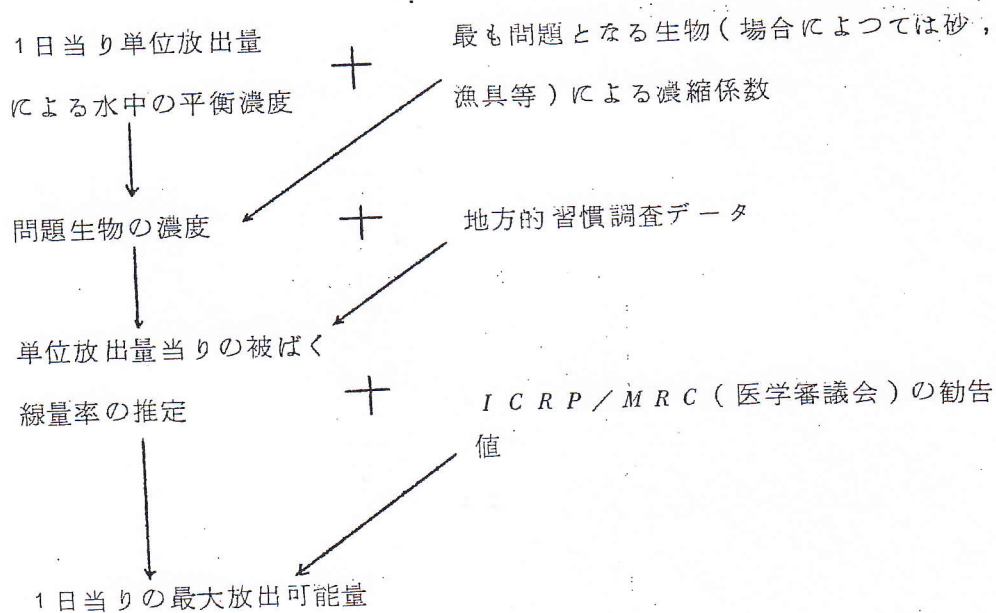 1日当り単位放出量
による水中の平衡濃度
+
最も問題となる生物(場合によつては砂,
漁具等)による濃縮係数
問題生物の濃度
+
地方的習慣調査データ
単位放出量当りの被ばく
線量率の推定
+
ICRP/MRC(医学審議会)の勧告
値
1日当りの最大放出可能量